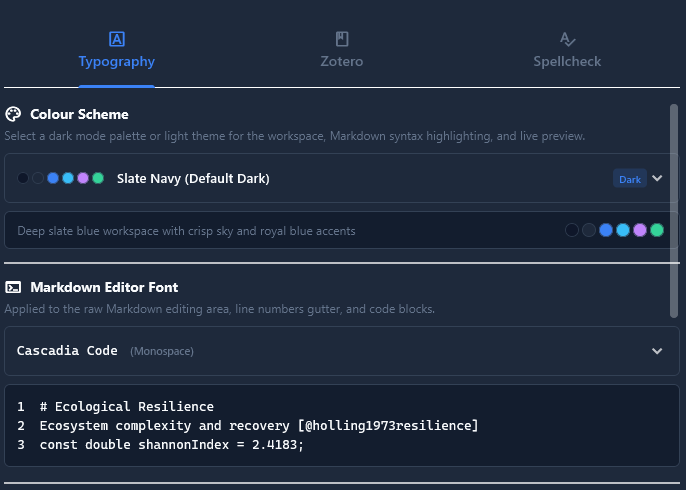 Typography
Zotero
Spellcheck
Colour Scheme
Select a dark mode palette or light theme for the workspace, Markdown syntax highlighting, and live preview.
Slate Navy (Default Dark)
Dark
Deep slate blue workspace with crisp sky and royal blue accents
Markdown Editor Font
Applied to the raw Markdown editing area, line numbers gutter, and code blocks.
Cascadia Code (Monospace)
1 # Ecological Resilience
2 Ecosystem complexity and recovery [@holling1973resilience]
3 const double shannonIndex = 2.4183;